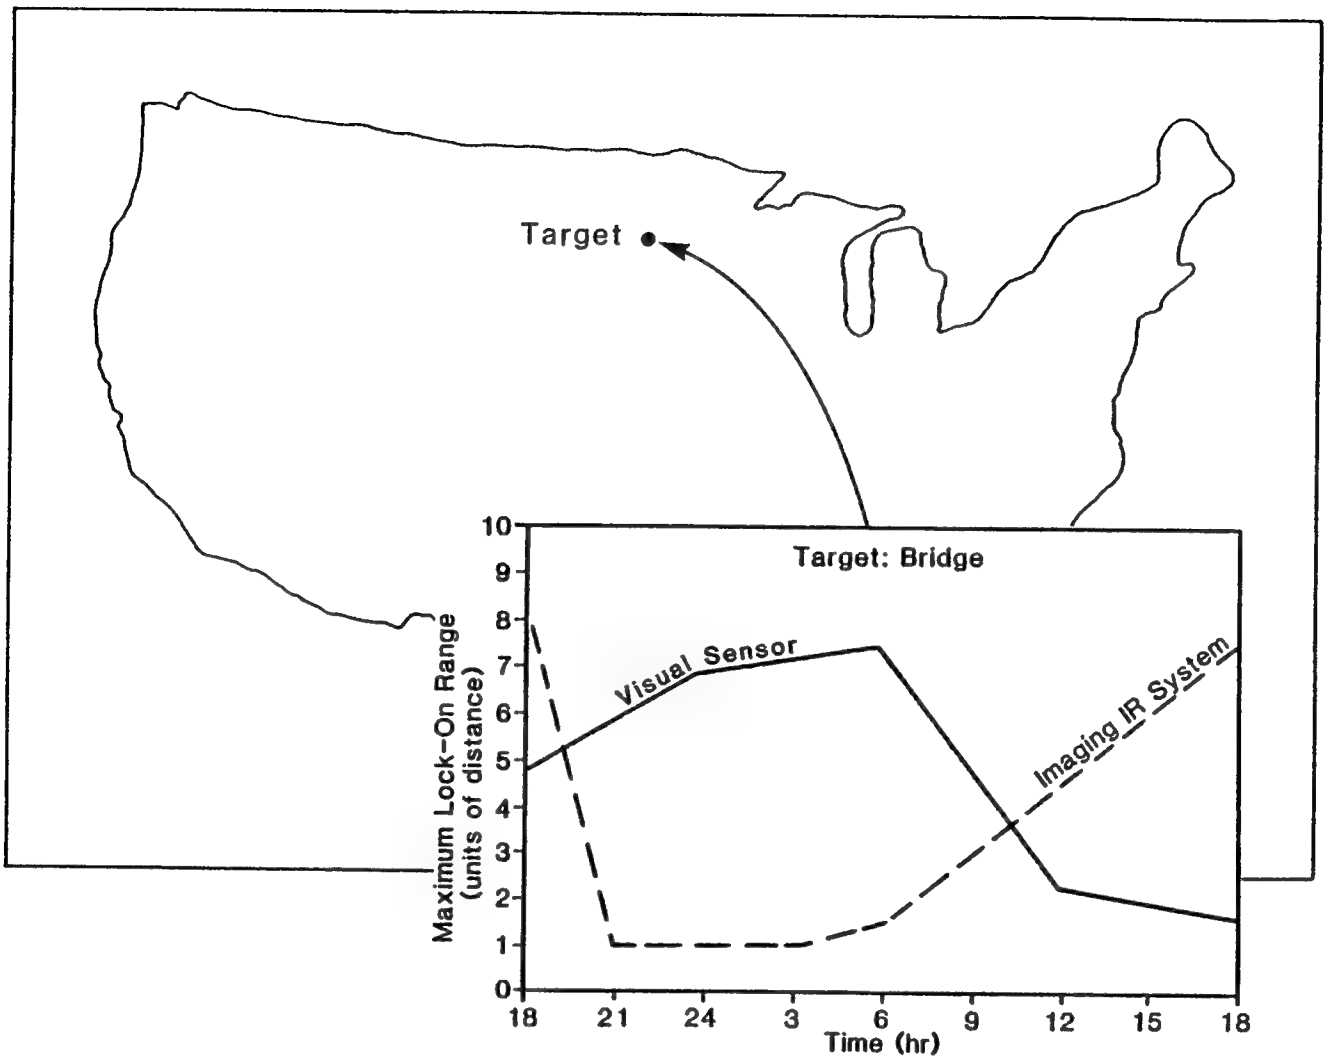 Target
Target: Bridge
Maximum Lock-On Range
(units of distance)
10
9
8
7
6
5
4
3
2
1
0
Visual Sensor
Imaging IR System
18
21
24
3
6
9
12
15
18
Time (hr)